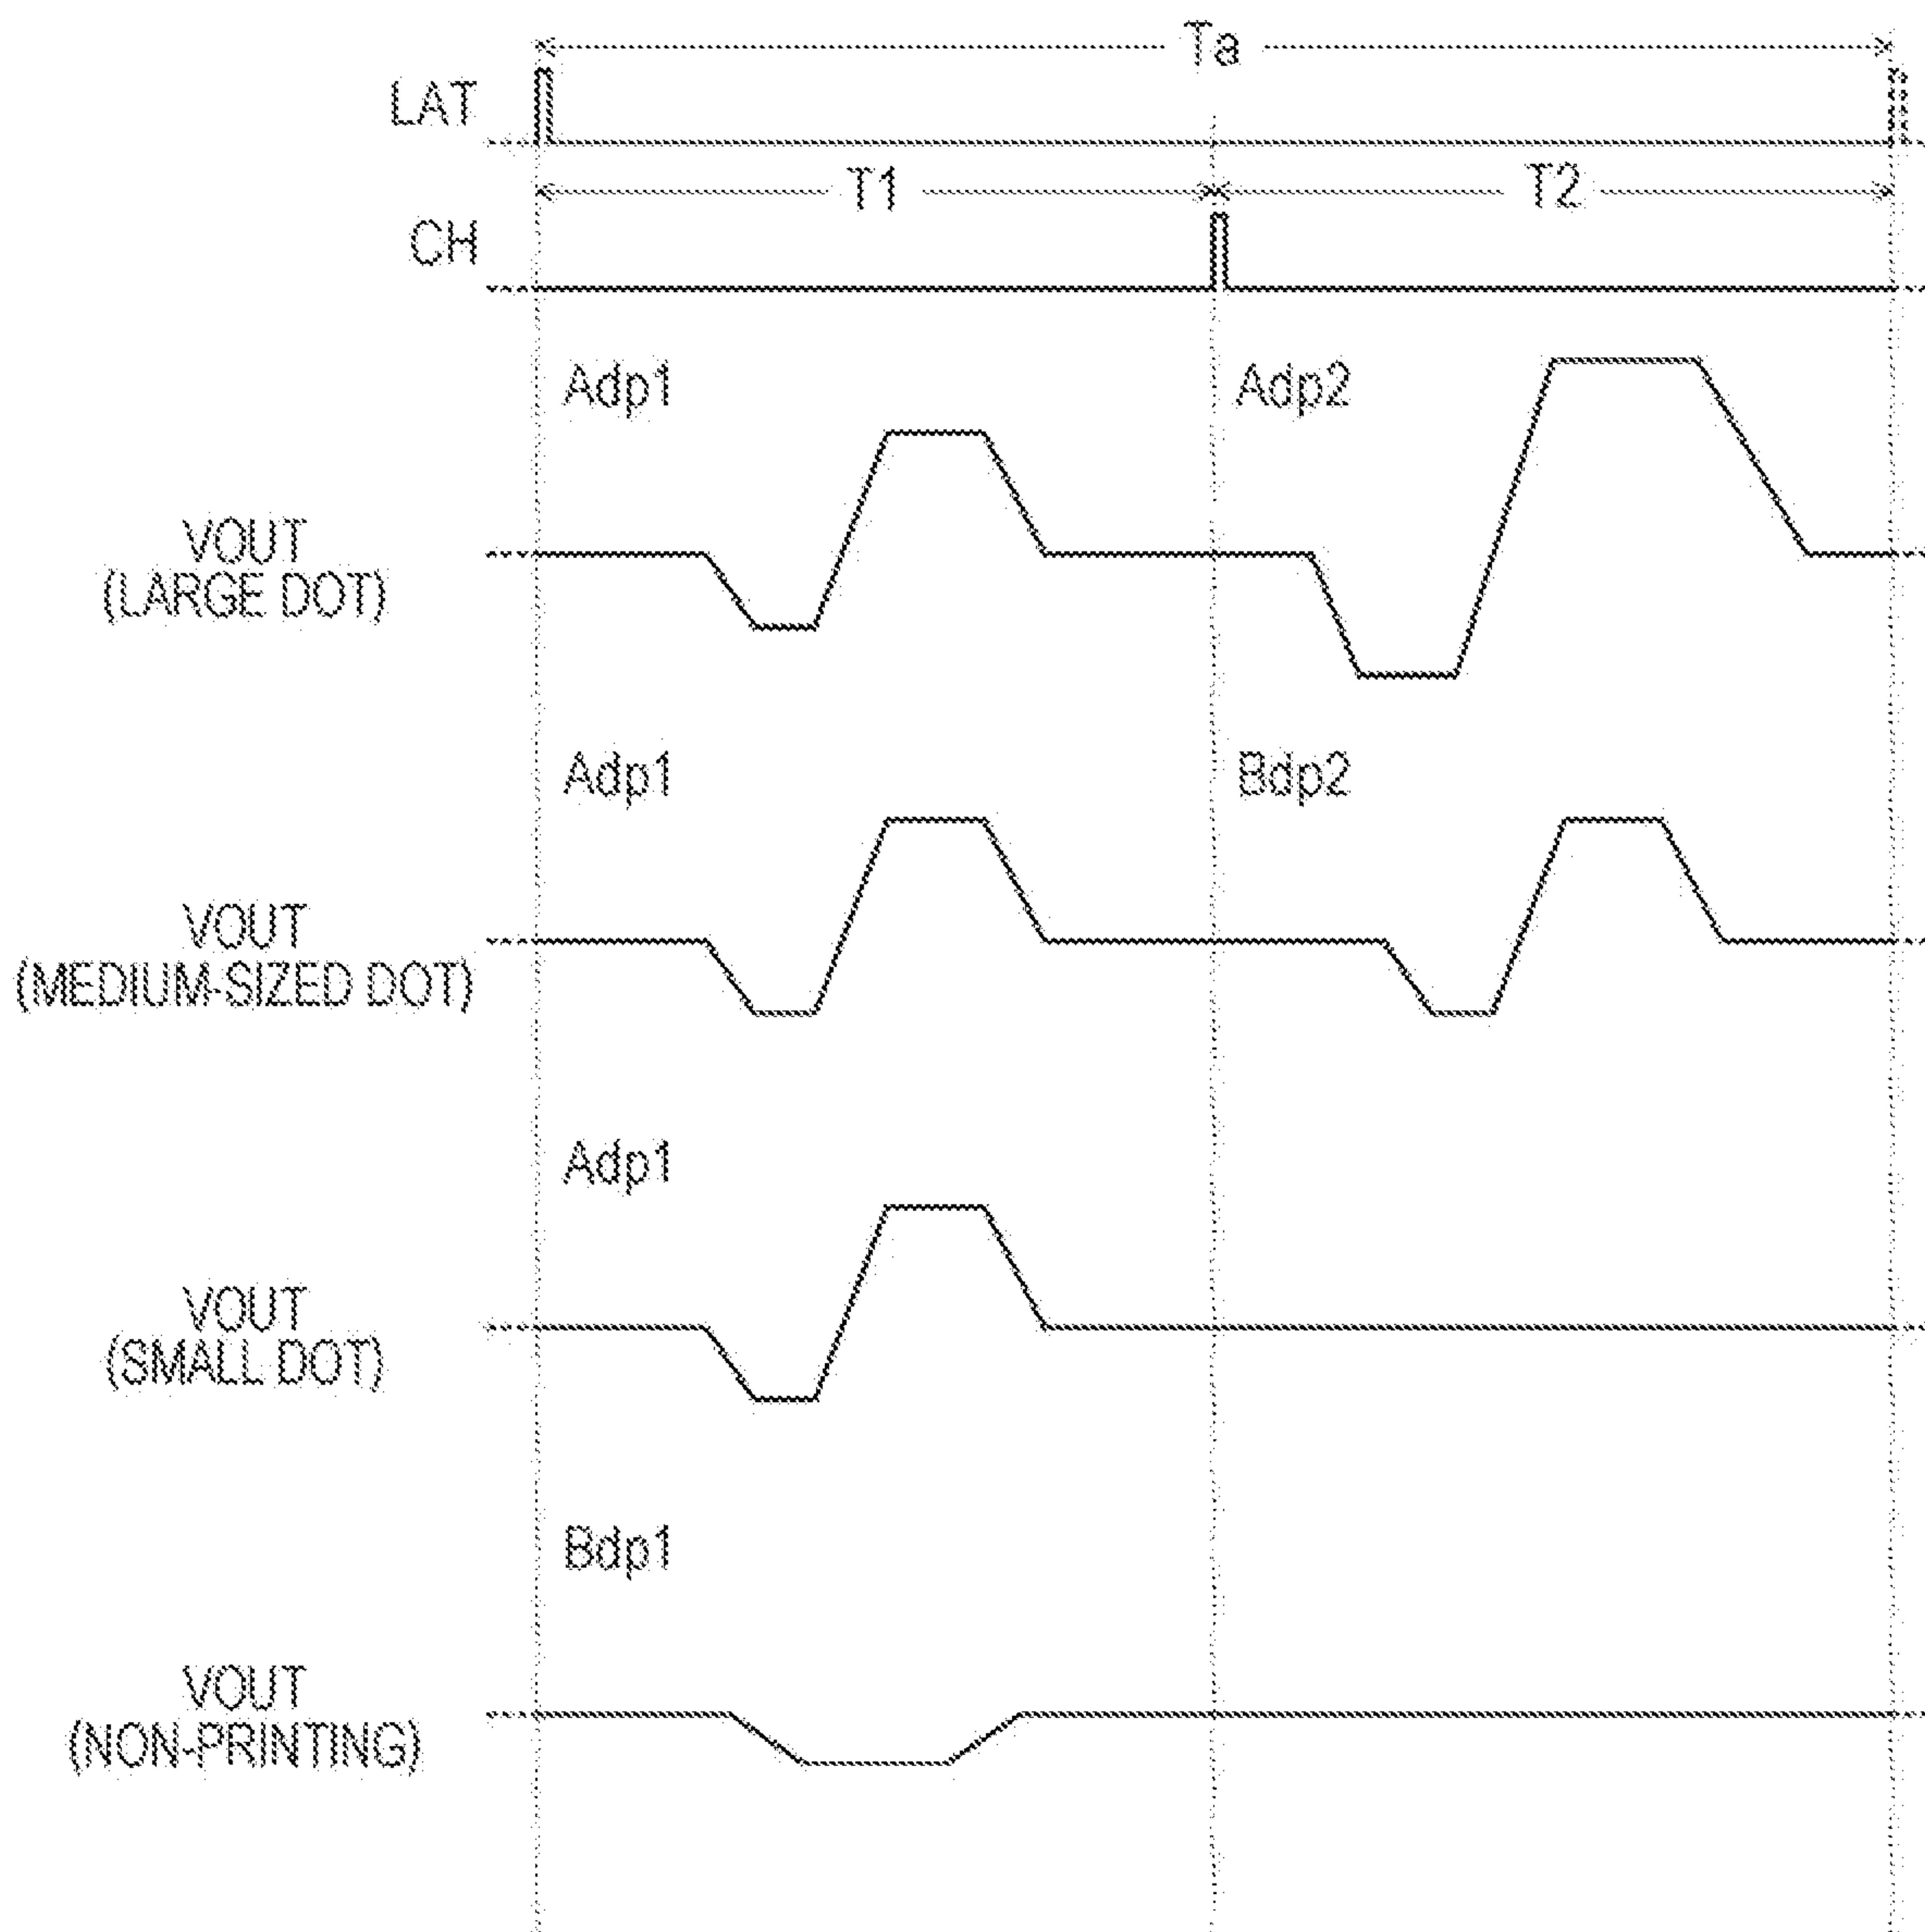 Ta
LAT
T1
T2
CH
Adp1
Adp2
VOUT
(LARGE DOT)
Adp1
Bdp2
VOUT
(MEDIUM-SIZED DOT)
Adp1
VOUT
(SMALL DOT)
Bdp1
VOUT
(NON-PRINTING)